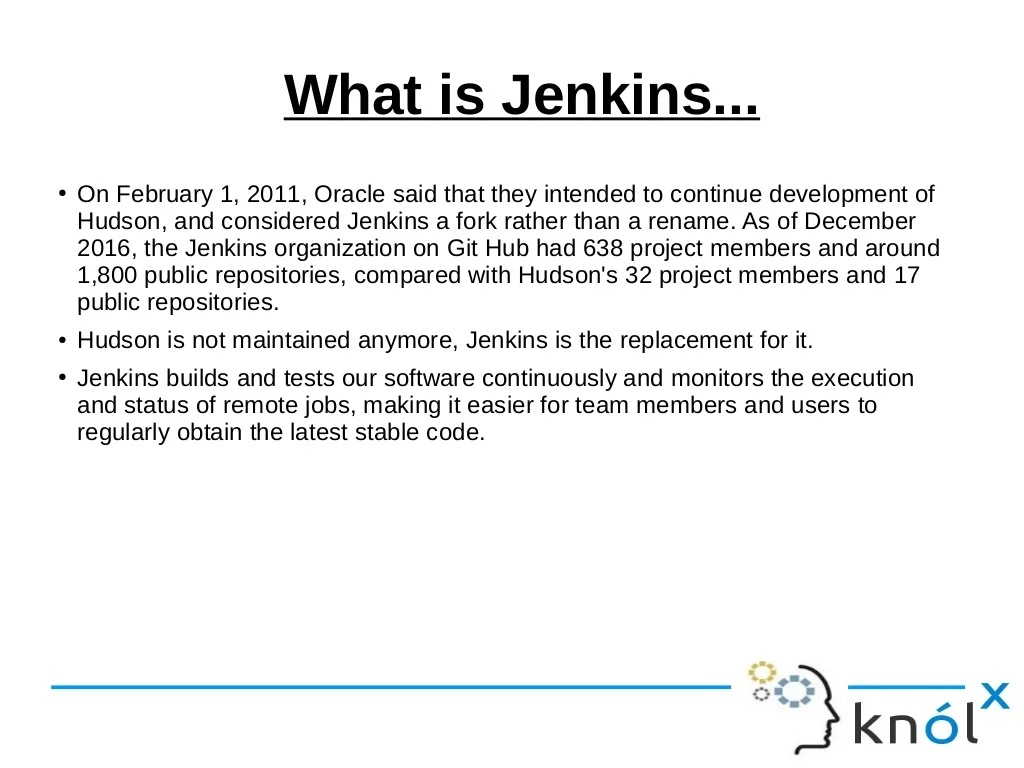 What is Jenkins...
• On February 1, 2011, Oracle said that they intended to continue development of
Hudson, and considered Jenkins a fork rather than a rename. As of December
2016, the Jenkins organization on Git Hub had 638 project members and around
1,800 public repositories, compared with Hudson's 32 project members and 17
public repositories.
• Hudson is not maintained anymore, Jenkins is the replacement for it.
• Jenkins builds and tests our software continuously and monitors the execution
and status of remote jobs, making it easier for team members and users to
regularly obtain the latest stable code.
knól x